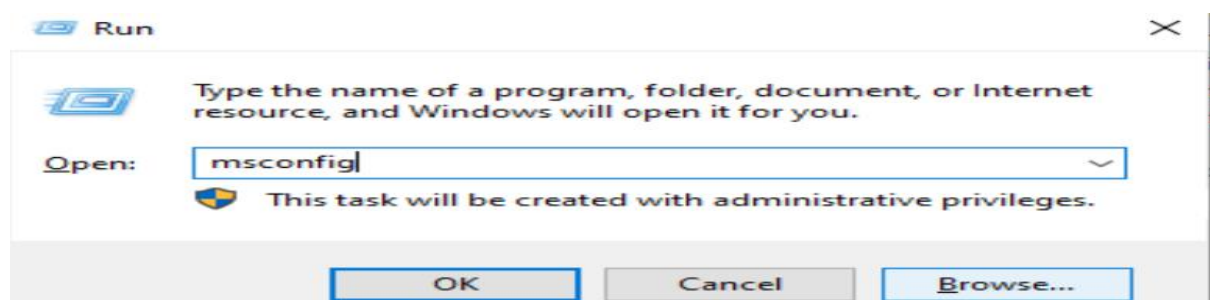 Run
Type the name of a program, folder, document, or Internet
resource, and Windows will open it for you.
Open: msconfig
This task will be created with administrative privileges.
OK Cancel Browse...